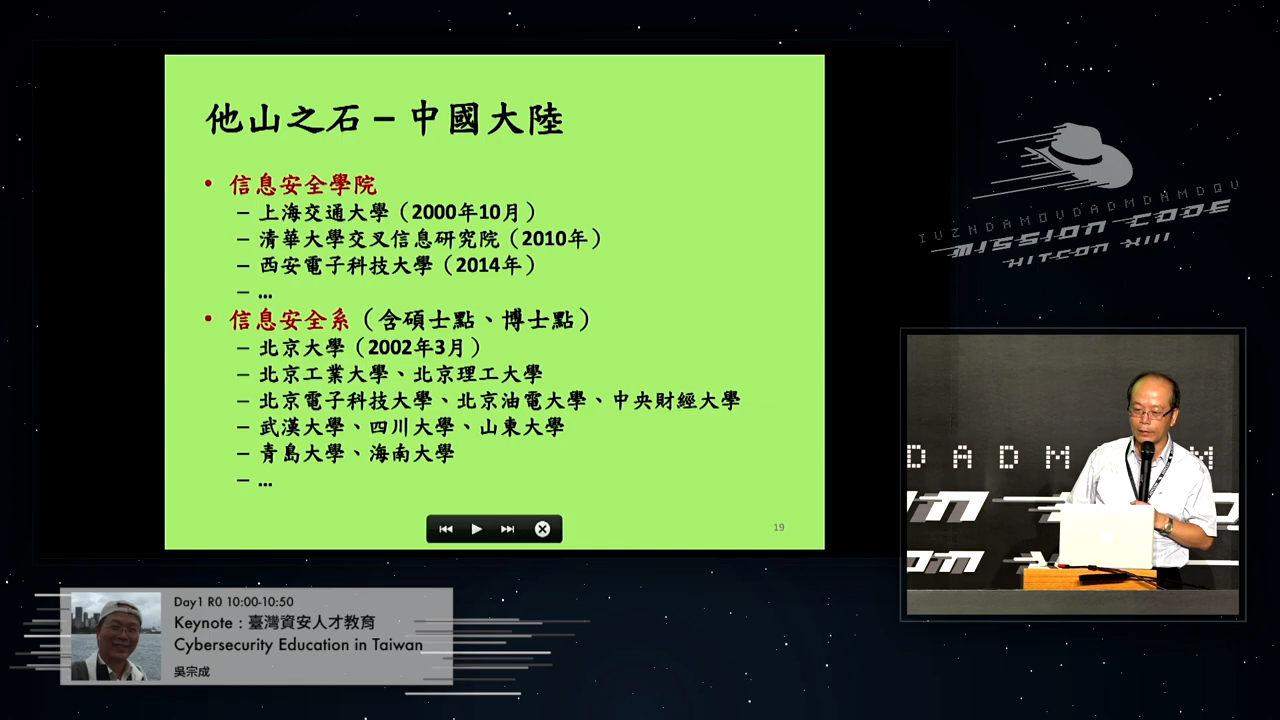 他山之石 – 中國大陸
• 信息安全學院
– 上海交通大學（2000年10月）
– 清華大學交叉信息研究院（2010年）
– 西安電子科技大學（2014年）
– ...
• 信息安全系（含碩士點、博士點）
– 北京大學（2002年3月）
– 北京工業大學、北京理工大學
– 北京電子科技大學、北京油電大學、中央財經大學
– 武漢大學、四川大學、山東大學
– 青島大學、海南大學
– ...
19
IVZNDAMOVDADMDAHMDQV
MISSION CODE
HITCON XIII
D A D M
Day1 R0 10:00-10:50
Keynote：臺灣資安人才教育
Cybersecurity Education in Taiwan
吳宗成